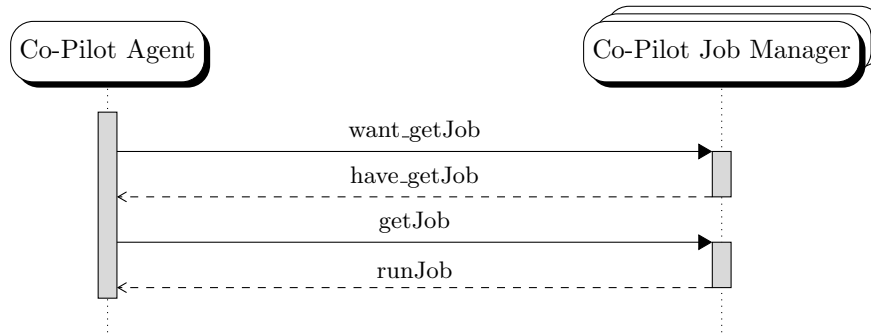 Co-Pilot Agent
Co-Pilot Job Manager
want_getJob
have_getJob
getJob
runJob